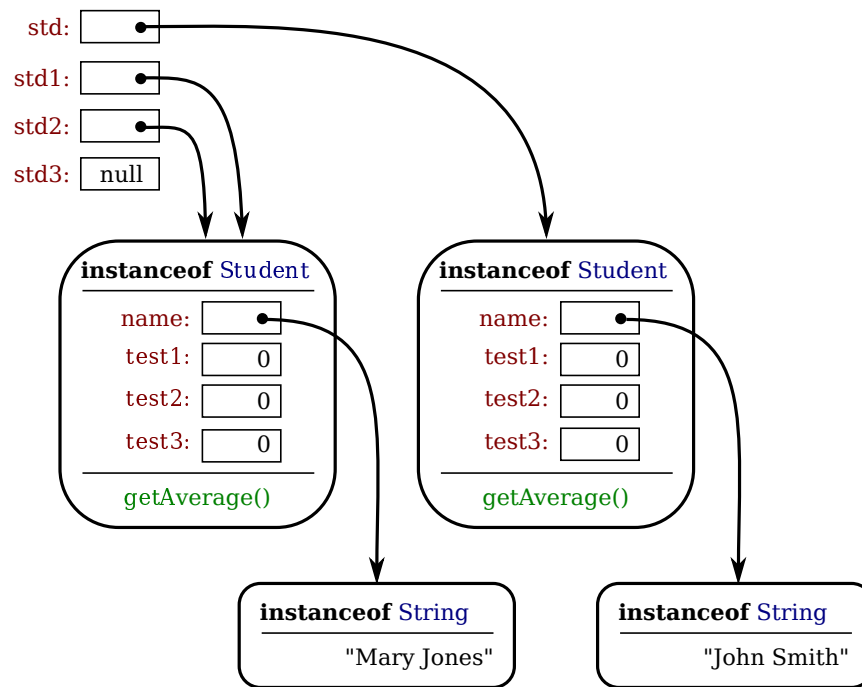 std:
std1:
std2:
std3: null
instanceof Student
name:
test1: 0
test2: 0
test3: 0
getAverage()
instanceof Student
name:
test1: 0
test2: 0
test3: 0
getAverage()
instanceof String
"Mary Jones"
instanceof String
"John Smith"